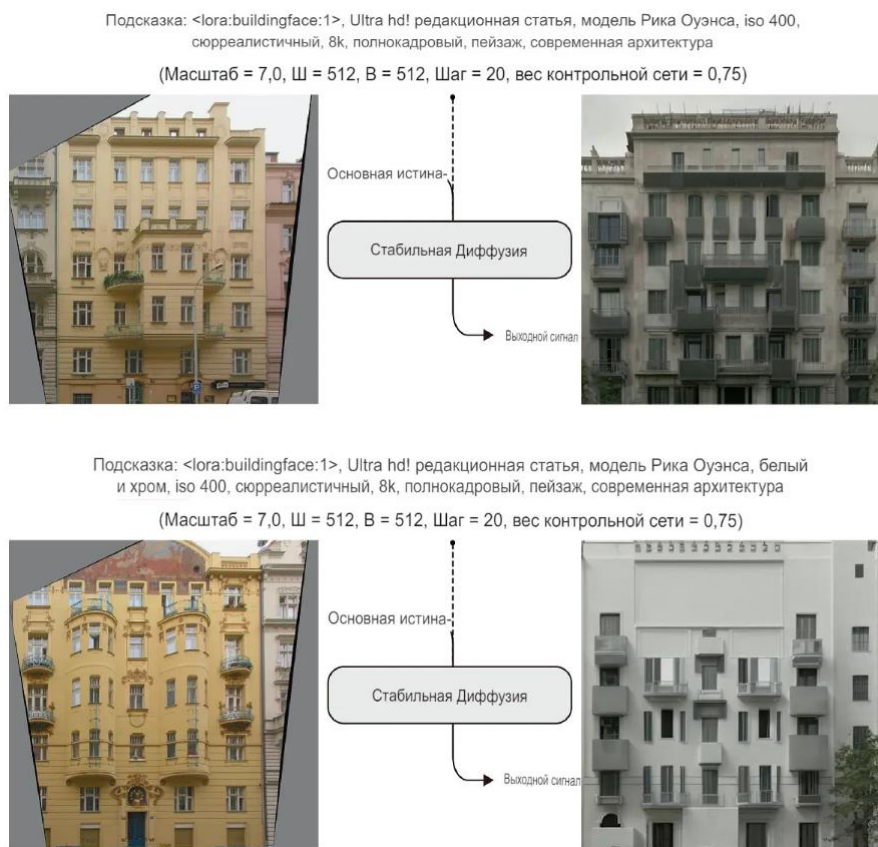 Подсказка: <lora:buildingface:1>, Ultra hd! редакционная статья, модель Рика Оуэнса, iso 400,
сюрреалистичный, 8k, полнокадровый, пейзаж, современная архитектура
(Масштаб = 7,0, Ш = 512, В = 512, Шаг = 20, вес контрольной сети = 0,75)
Основная истина-
Стабильная Диффузия
Выходной сигнал
Подсказка: <lora:buildingface:1>, Ultra hd! редакционная статья, модель Рика Оуэнса, белый
и хром, iso 400, сюрреалистичный, 8k, полнокадровый, пейзаж, современная архитектура
(Масштаб = 7,0, Ш = 512, В = 512, Шаг = 20, вес контрольной сети = 0,75)
Основная истина-
Стабильная Диффузия
Выходной сигнал